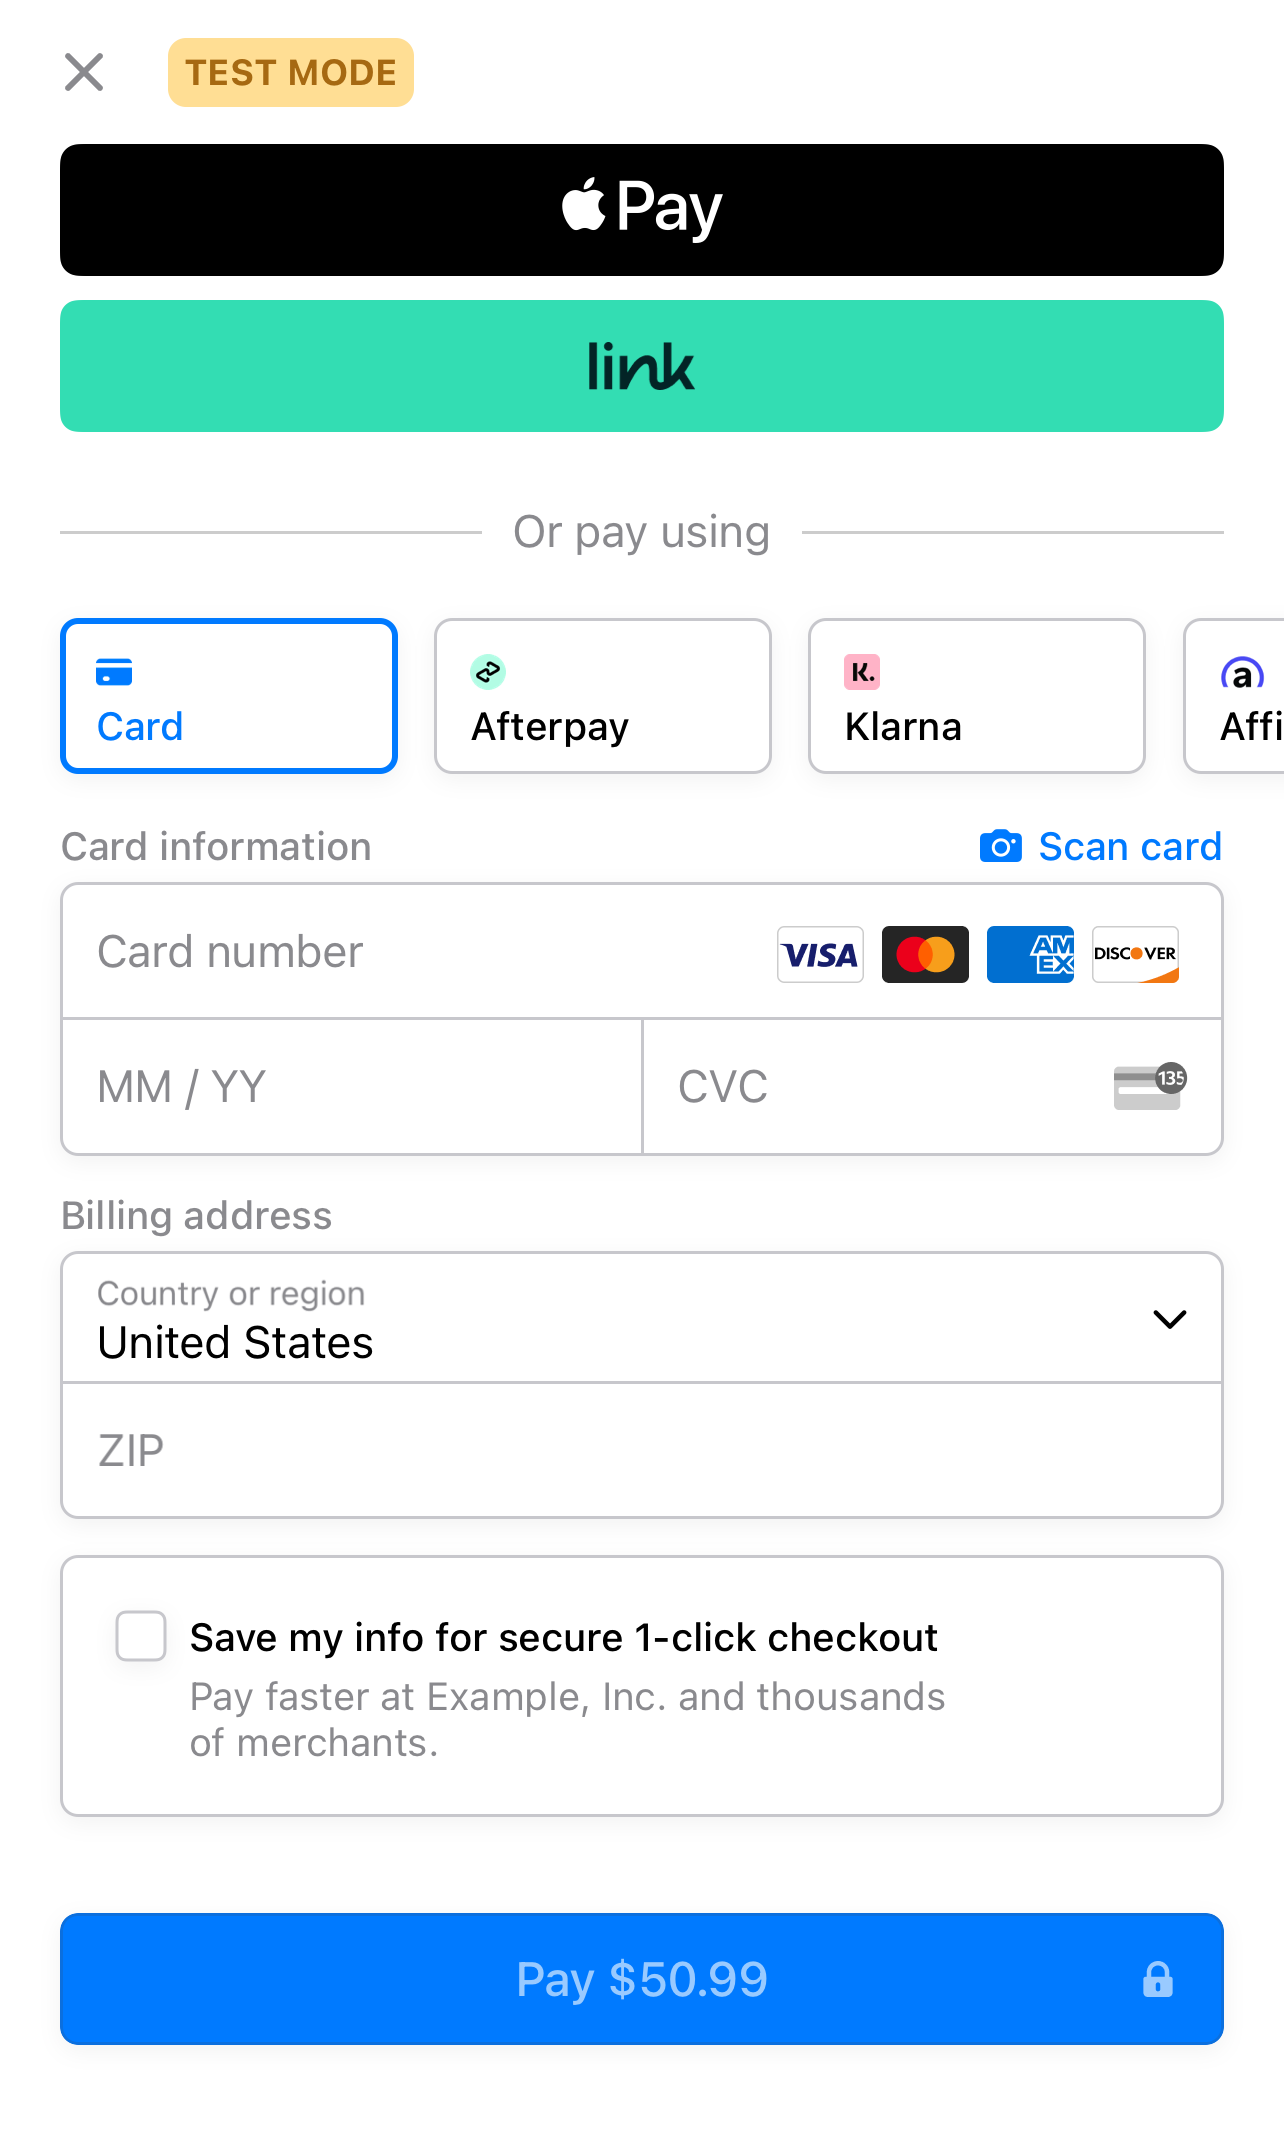 TEST MODE
Pay
link
Or pay using
Card
Afterpay
K.
Klarna
a
Affi
Card information
Scan card
Card number
VISA
AM
EX
DISCOVER
MM / YY
CVC
135
Billing address
Country or region
United States
ZIP
Save my info for secure 1-click checkout
Pay faster at Example, Inc. and thousands
of merchants.
Pay $50.99